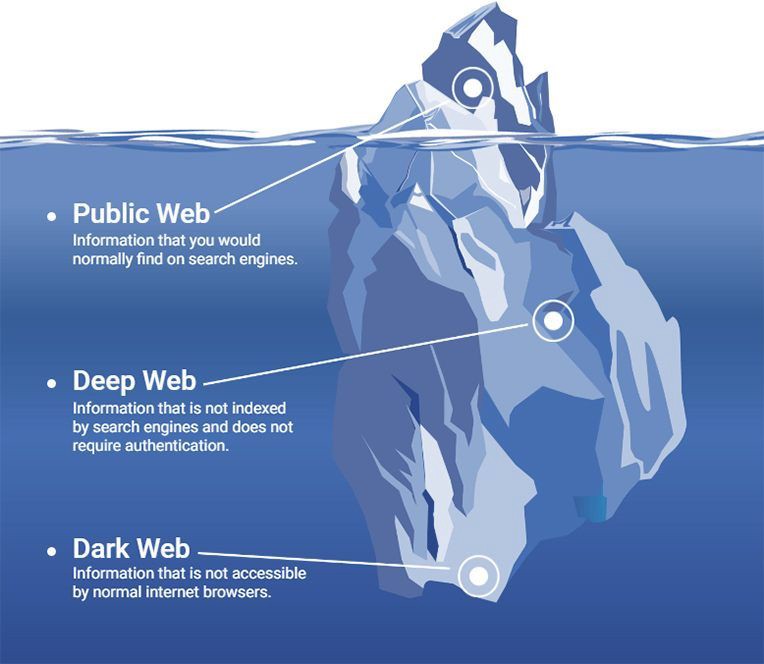 Public Web
Information that you would
normally find on search engines.
Deep Web
Information that is not indexed
by search engines and does not
require authentication.
Dark Web
Information that is not accessible
by normal internet browsers.